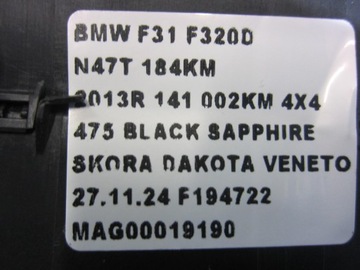 BMW F31 F320D
N47T 184KM
2013R 141 002KM 4X4
475 BLACK SAPPHIRE
SKORA DAKOTA VENETO
27.11.24 F194722
MAG00019190